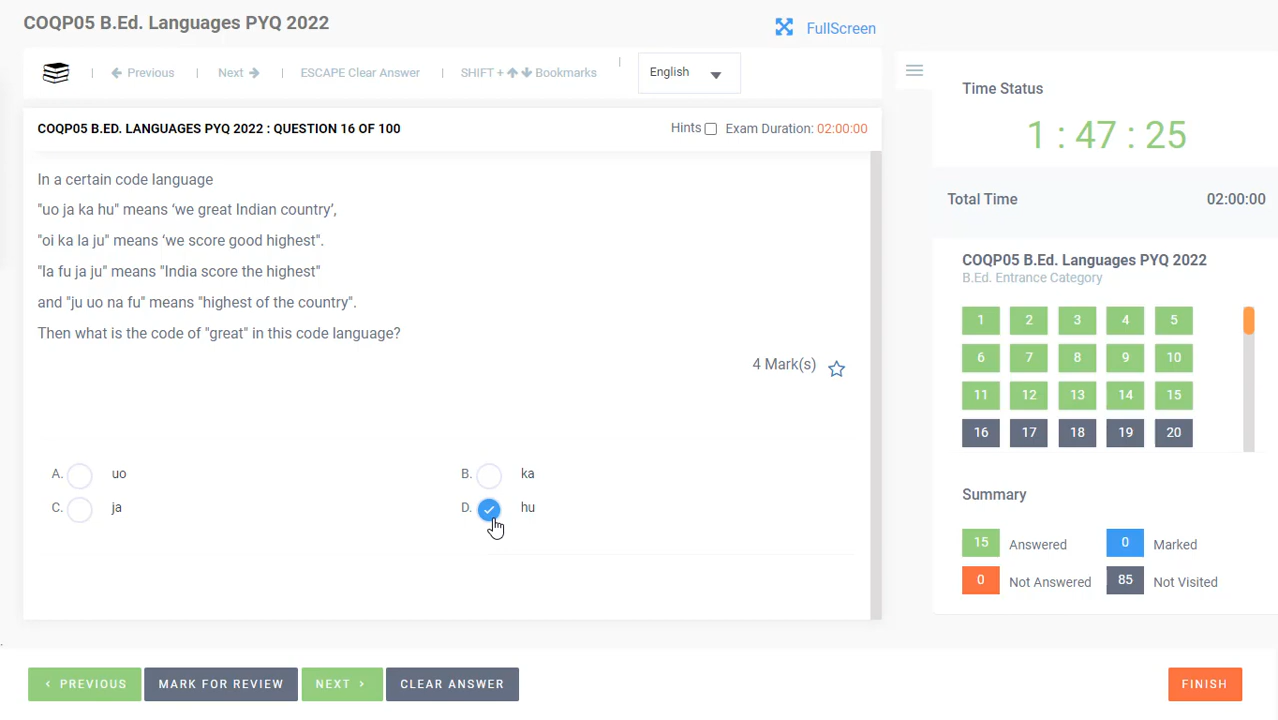 COQP05 B.Ed. Languages PYQ 2022
FullScreen
| Previous | Next | ESCAPE Clear Answer | SHIFT + Bookmarks | English
COQP05 B.ED. LANGUAGES PYQ 2022 : QUESTION 16 OF 100
Hints Exam Duration: 02:00:00
In a certain code language
"uo ja ka hu" means ‘we great Indian country’,
"oi ka la ju" means ‘we score good highest".
"la fu ja ju" means "India score the highest"
and "ju uo na fu" means "highest of the country".
Then what is the code of "great" in this code language?
4 Mark(s)
A. uo
B. ka
C. ja
D. hu
PREVIOUS
MARK FOR REVIEW
NEXT
CLEAR ANSWER
Time Status
1 : 47 : 25
Total Time 02:00:00
COQP05 B.Ed. Languages PYQ 2022
B.Ed. Entrance Category
1 2 3 4 5
6 7 8 9 10
11 12 13 14 15
16 17 18 19 20
Summary
15 Answered 0 Marked
0 Not Answered 85 Not Visited
FINISH